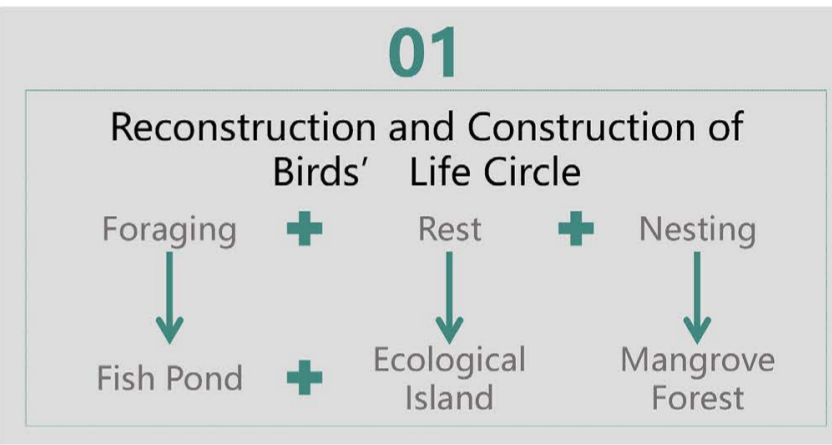 01
Reconstruction and Construction of
Birds’ Life Circle
Foraging + Rest + Nesting
Fish Pond + Ecological Island Mangrove Forest